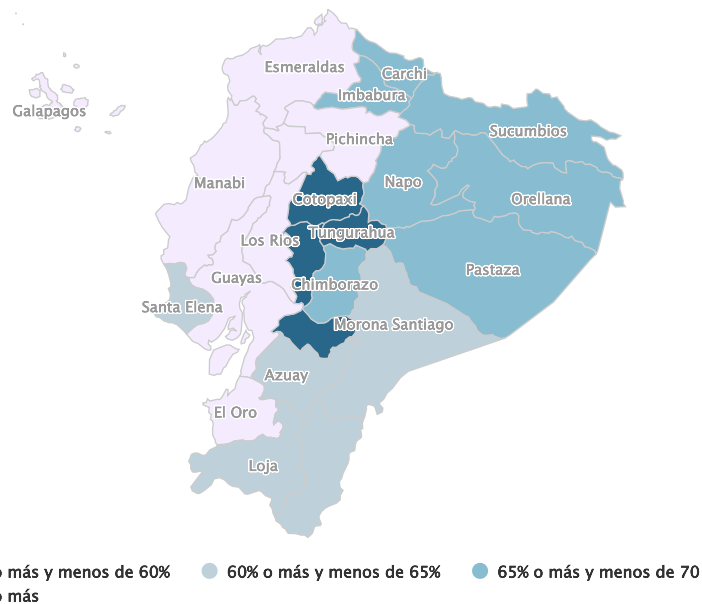 Esmeraldas
Carchi
Imbabura
Galapagos
Sucumbios
Pichincha
Manabi
Napo
Cotopaxi
Orellana
Tungurahua
Los Rios
Pastaza
Guayas
Chimborazo
Santa Elena
Morona Santiago
Azuay
El Oro
Loja
o más y menos de 60% 60% o más y menos de 65% 65% o más y menos de 70
o más